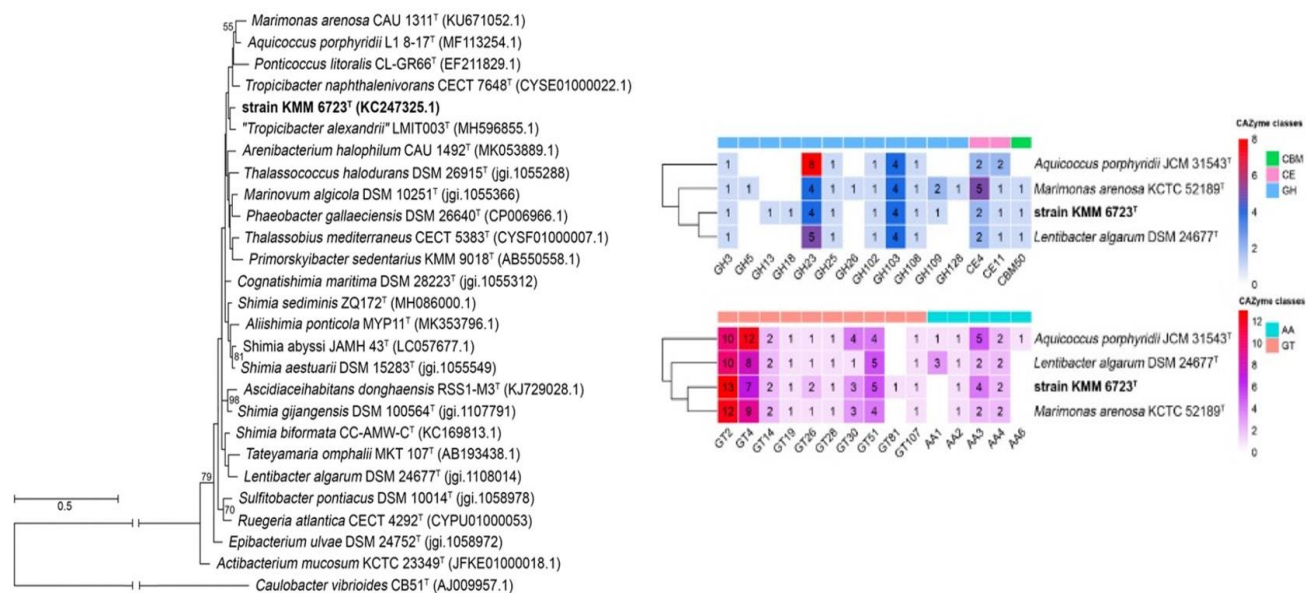 Marimonas arenosa CAU 1311ᵀ (KU671052.1)
55
Aquicoccus porphyridii L1 8-17ᵀ (MF113254.1)
Ponticoccus litoralis CL-GR66ᵀ (EF211829.1)
Tropicibacter naphthalenivorans CECT 7648ᵀ (CYSE01000022.1)
strain KMM 6723ᵀ (KC247325.1)
"Tropicibacter alexandrii" LMIT003ᵀ (MH596855.1)
Arenibacterium halophilum CAU 1492ᵀ (MK053889.1)
Thalassococcus halodurans DSM 26915ᵀ (jgi.1055288)
Marinovum algicola DSM 10251ᵀ (jgi.1055366)
Phaeobacter gallaeciensis DSM 26640ᵀ (CP006966.1)
Thalassobius mediterraneus CECT 5383ᵀ (CYSF01000007.1)
Primorskyibacter sedentarius KMM 9018ᵀ (AB550558.1)
Cognatishimia maritima DSM 28223ᵀ (jgi.1055312)
Shimia sediminis ZQ172ᵀ (MH086000.1)
Aliishimia ponticola MYP11ᵀ (MK353796.1)
Shimia abyssi JAMH 43ᵀ (LC057677.1)
81
Shimia aestuarii DSM 15283ᵀ (jgi.1055549)
Ascidiaceihabitans donghaensis RSS1-M3ᵀ (KJ729028.1)
98
Shimia gijangensis DSM 100564ᵀ (jgi.1107791)
Shimia biformata CC-AMW-Cᵀ (KC169813.1)
Tateyamaria omphalii MKT 107ᵀ (AB193438.1)
Lentibacter algarum DSM 24677ᵀ (jgi.1108014)
79
Sulfitobacter pontiacus DSM 10014ᵀ (jgi.1058978)
70
Ruegeria atlantica CECT 4292ᵀ (CYPU01000053)
Epibacterium ulvae DSM 24752ᵀ (jgi.1058972)
Actibacterium mucosum KCTC 23349ᵀ (JFKE01000018.1)
Caulobacter vibrioides CB51ᵀ (AJ009957.1)
0.5
CAZyme classes
8
6
4
2
0
CBM
CE
GH
1 8 1 1 4 1 2 2 Aquicoccus porphyridii JCM 31543ᵀ
1 1 4 1 1 1 4 1 2 1 5 1 1 Marimonas arenosa KCTC 52189ᵀ
1 1 1 4 1 1 4 1 1 2 1 1 strain KMM 6723ᵀ
1 5 1 1 4 1 2 1 1 Lentibacter algarum DSM 24677ᵀ
GH3 GH5 GH13 GH18 GH23 GH25 GH26 GH102 GH103 GH108 GH109 GH128 CE4 CE11 CBM50
CAZyme classes
12
10
8
6
4
2
0
AA
GT
10 12 2 1 1 1 4 4 1 1 1 5 2 1 Aquicoccus porphyridii JCM 31543ᵀ
10 8 2 1 1 1 1 5 1 3 1 2 2 Lentibacter algarum DSM 24677ᵀ
13 7 2 1 2 1 3 5 1 1 1 4 2 strain KMM 6723ᵀ
12 9 2 1 1 1 3 4 1 1 2 2 Marimonas arenosa KCTC 52189ᵀ
GT2 GT4 GT14 GT19 GT26 GT28 GT30 GT51 GT81 GT107 AA1 AA2 AA3 AA4 AA6